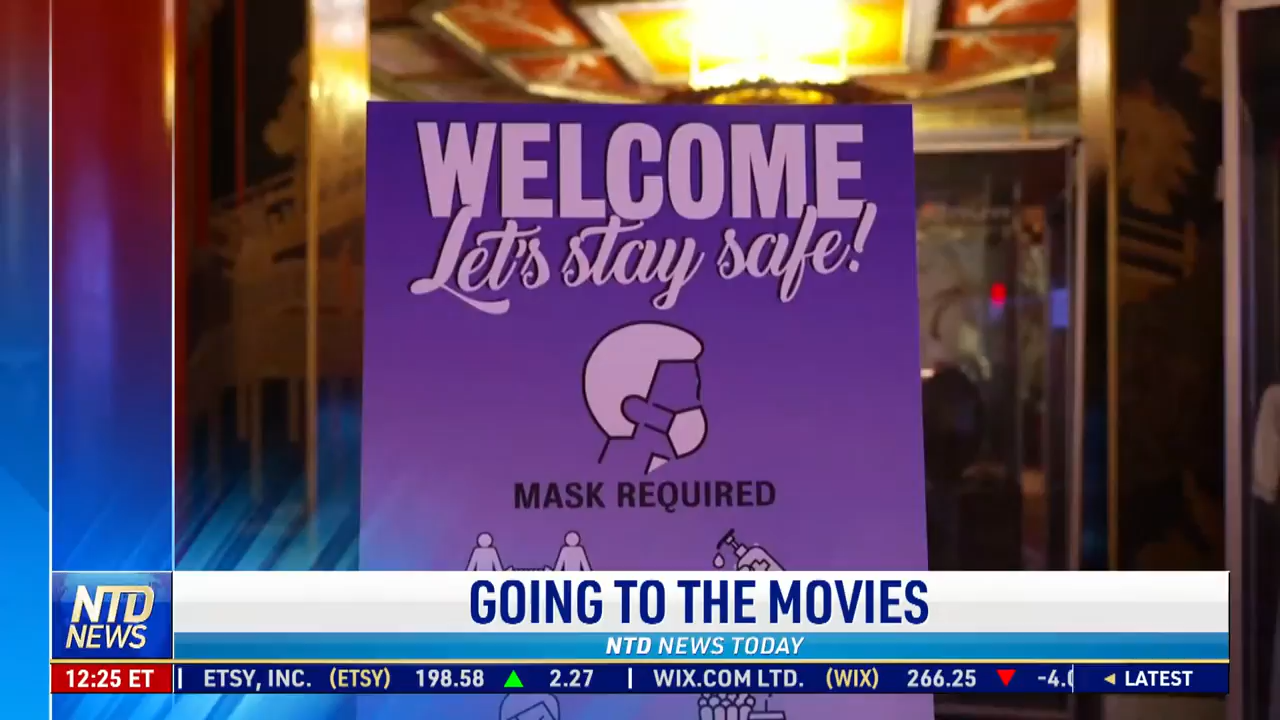 WELCOME
Let's stay safe!
MASK REQUIRED
GOING TO THE MOVIES
NTD NEWS TODAY
NTD
NEWS
12:25 ET | ETSY, INC. (ETSY) 198.58 ▲ 2.27 | WIX.COM LTD. (WIX) 266.25 ▼ ◄ LATEST